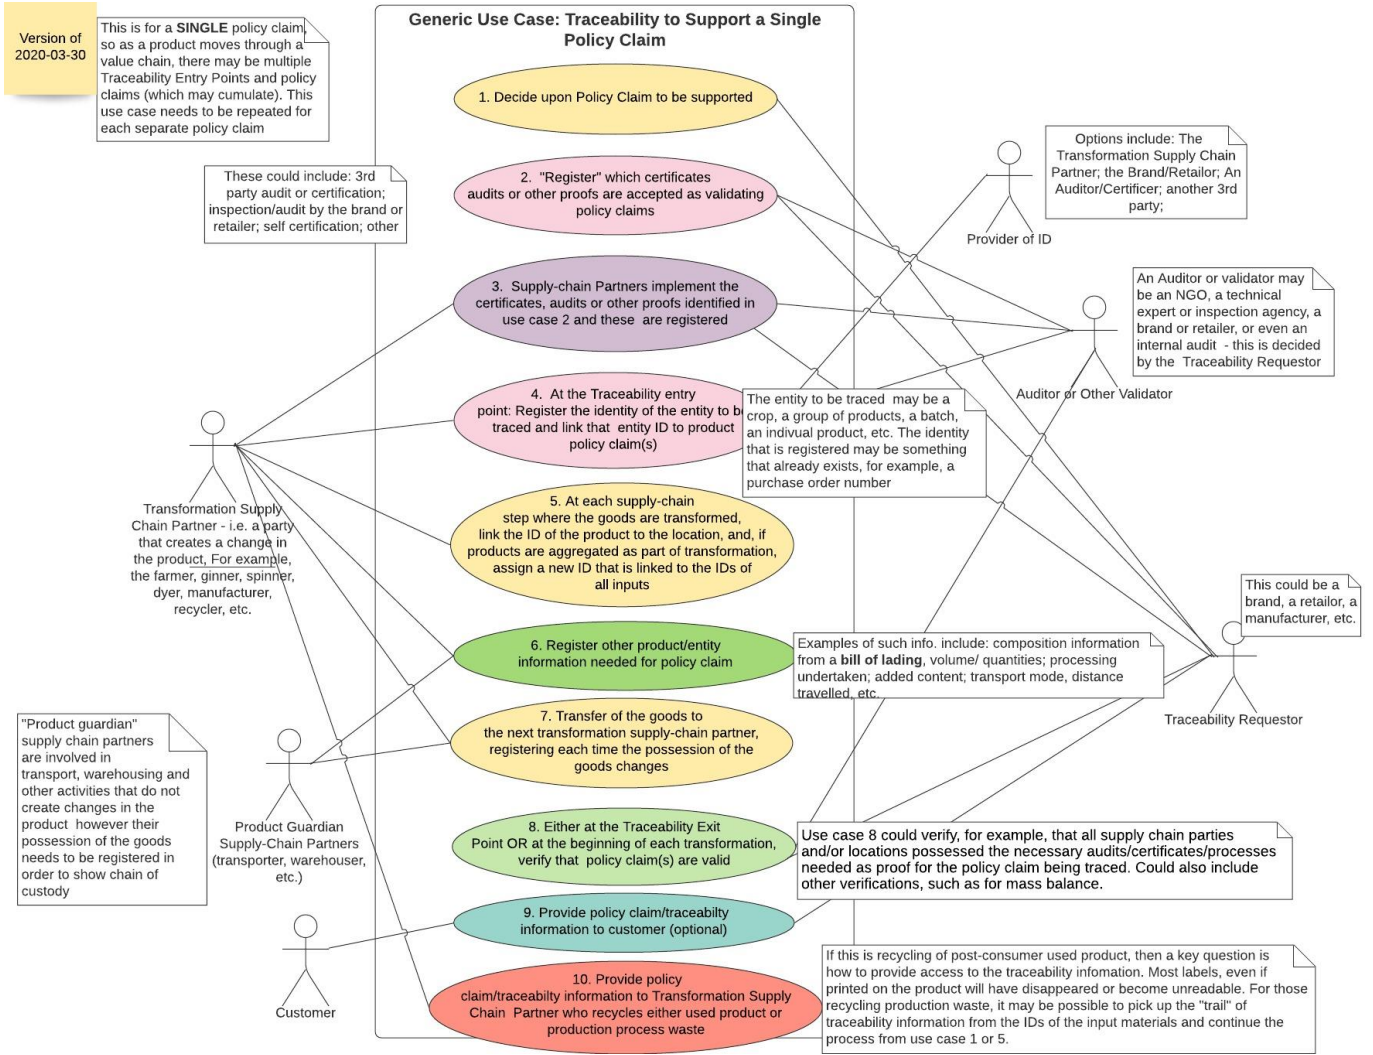 Generic Use Case: Traceability to Support a Single
Policy Claim
Version of
2020-03-30
This is for a SINGLE policy claim,
so as a product moves through a
value chain, there may be multiple
Traceability Entry Points and policy
claims (which may cumulate). This
use case needs to be repeated for
each separate policy claim
1. Decide upon Policy Claim to be supported
These could include: 3rd
party audit or certification;
inspection/audit by the brand or
retailer; self certification; other
2. "Register" which certificates
audits or other proofs are accepted as validating
policy claims
Options include: The
Transformation Supply Chain
Partner; the Brand/Retailor; An
Auditor/Certificer; another 3rd
party;
Provider of ID
3. Supply-chain Partners implement the
certificates, audits or other proofs identified in
use case 2 and these are registered
An Auditor or validator may
be an NGO, a technical
expert or inspection agency, a
brand or retailer, or even an
internal audit - this is decided
by the Traceability Requestor
Auditor or Other Validator
4. At the Traceability entry
point: Register the identity of the entity to be
traced and link that entity ID to product
policy claim(s)
The entity to be traced may be a
crop, a group of products, a batch,
an indivual product, etc. The identity
that is registered may be something
that already exists, for example, a
purchase order number
Transformation Supply
Chain Partner - i.e. a party
that creates a change in
the product, For example,
the farmer, ginner, spinner,
dyer, manufacturer,
recycler, etc.
5. At each supply-chain
step where the goods are transformed,
link the ID of the product to the location, and, if
products are aggregated as part of transformation,
assign a new ID that is linked to the IDs of
all inputs
This could be a
brand, a retailor, a
manufacturer, etc.
6. Register other product/entity
information needed for policy claim
Examples of such info. include: composition information
from a bill of lading, volume/ quantities; processing
undertaken; added content; transport mode, distance
travelled, etc.
Traceability Requestor
7. Transfer of the goods to
the next transformation supply-chain partner,
registering each time the possession of the
goods changes
"Product guardian"
supply chain partners
are involved in
transport, warehousing and
other activities that do not
create changes in the
product however their
possession of the goods
needs to be registered in
order to show chain of
custody
Product Guardian
Supply-Chain Partners
(transporter, warehouser,
etc.)
8. Either at the Traceability Exit
Point OR at the beginning of each transformation,
verify that policy claim(s) are valid
Use case 8 could verify, for example, that all supply chain parties
and/or locations possessed the necessary audits/certificates/processes
needed as proof for the policy claim being traced. Could also include
other verifications, such as for mass balance.
9. Provide policy claim/traceabilty
information to customer (optional)
Customer
10. Provide policy
claim/traceabilty information to Transformation Supply
Chain Partner who recycles either used product or
production process waste
If this is recycling of post-consumer used product, then a key question is
how to provide access to the traceability infomation. Most labels, even if
printed on the product will have disappeared or become unreadable. For those
recycling production waste, it may be possible to pick up the "trail" of
traceability information from the IDs of the input materials and continue the
process from use case 1 or 5.